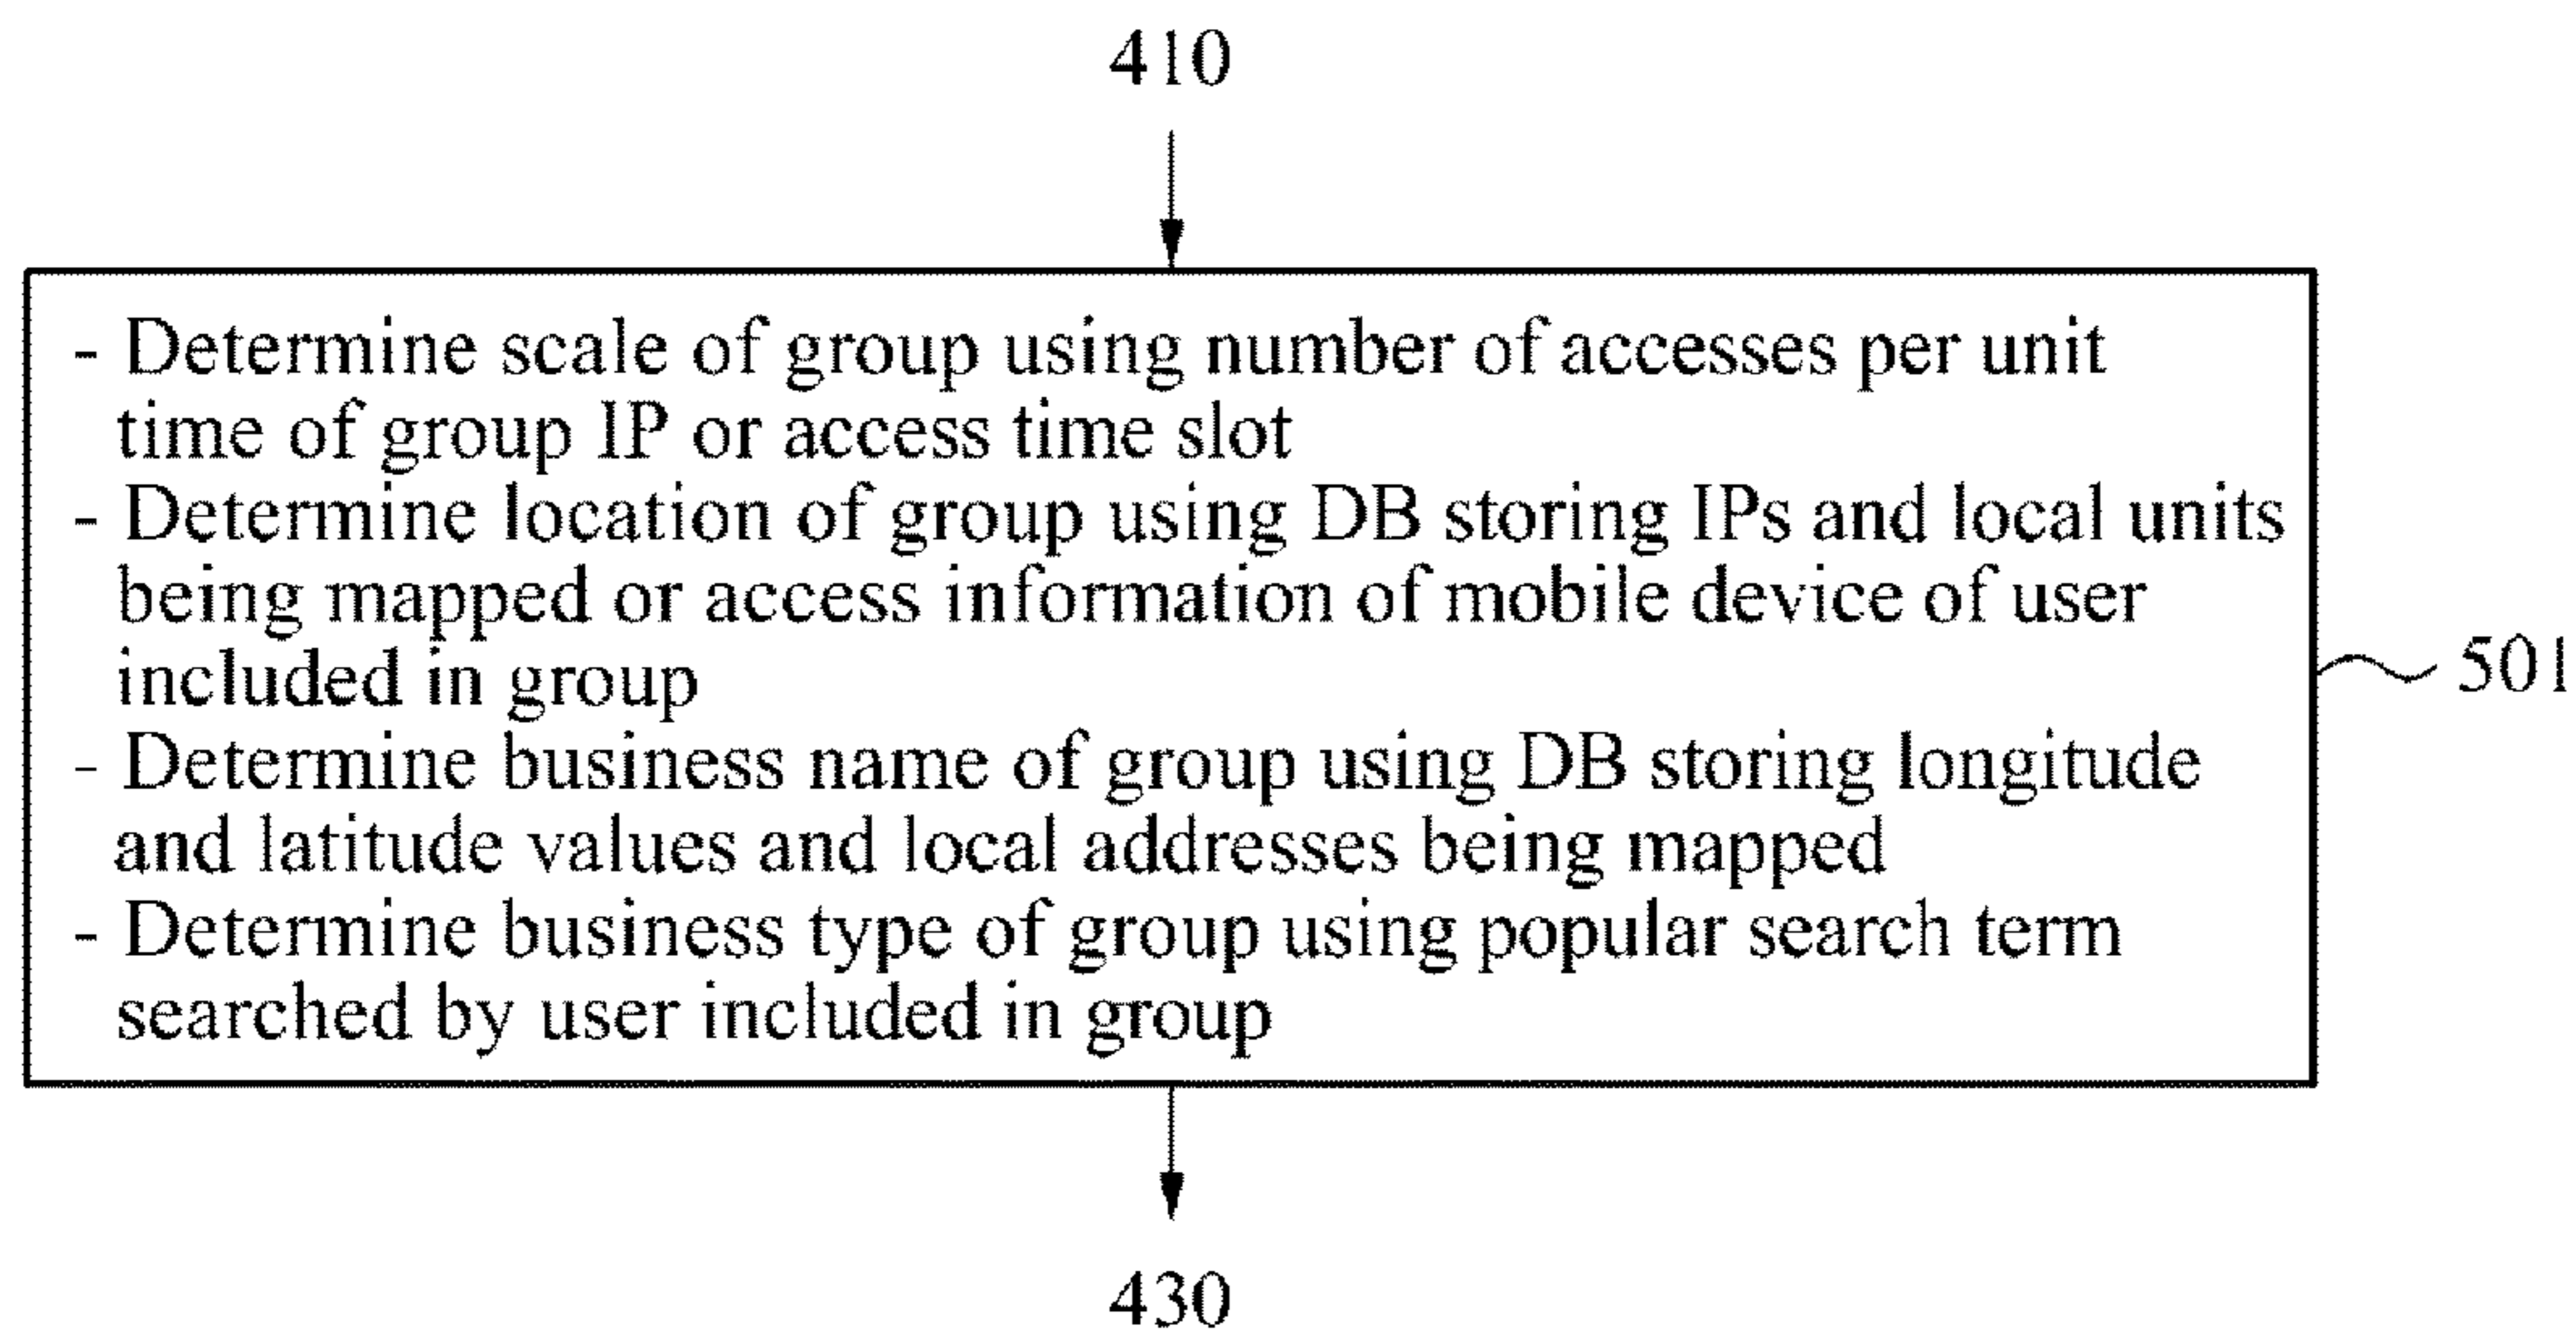 410
- Determine scale of group using number of accesses per unit
time of group IP or access time slot
- Determine location of group using DB storing IPs and local units
being mapped or access information of mobile device of user
included in group
501
- Determine business name of group using DB storing longitude
and latitude values and local addresses being mapped
- Determine business type of group using popular search term
searched by user included in group
430